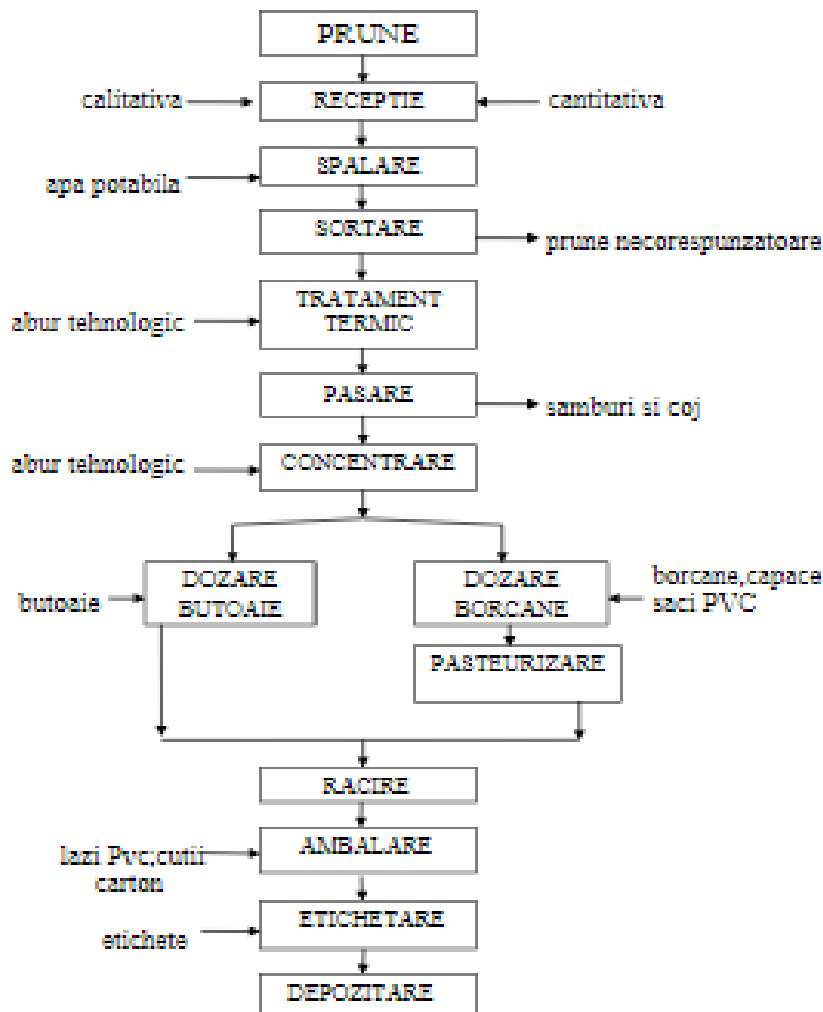 PRUNE
calitativa
RECEPTIE
cantitativa
SPALARE
apa potabila
SORTARE
prune necorespunzatoare
TRATAMENT
TERMIC
abur tehnologic
PASARE
samburi si coj
abur tehnologic
CONCENTRARE
butoaie
DOZARE
BUTOAIE
DOZARE
BORCANE
borcane,capace
saci PVC
PASTEURIZARE
RACIRE
lazi Pvc;cutii
carton
AMBALARE
etichete
ETICHETARE
DEPOZITARE